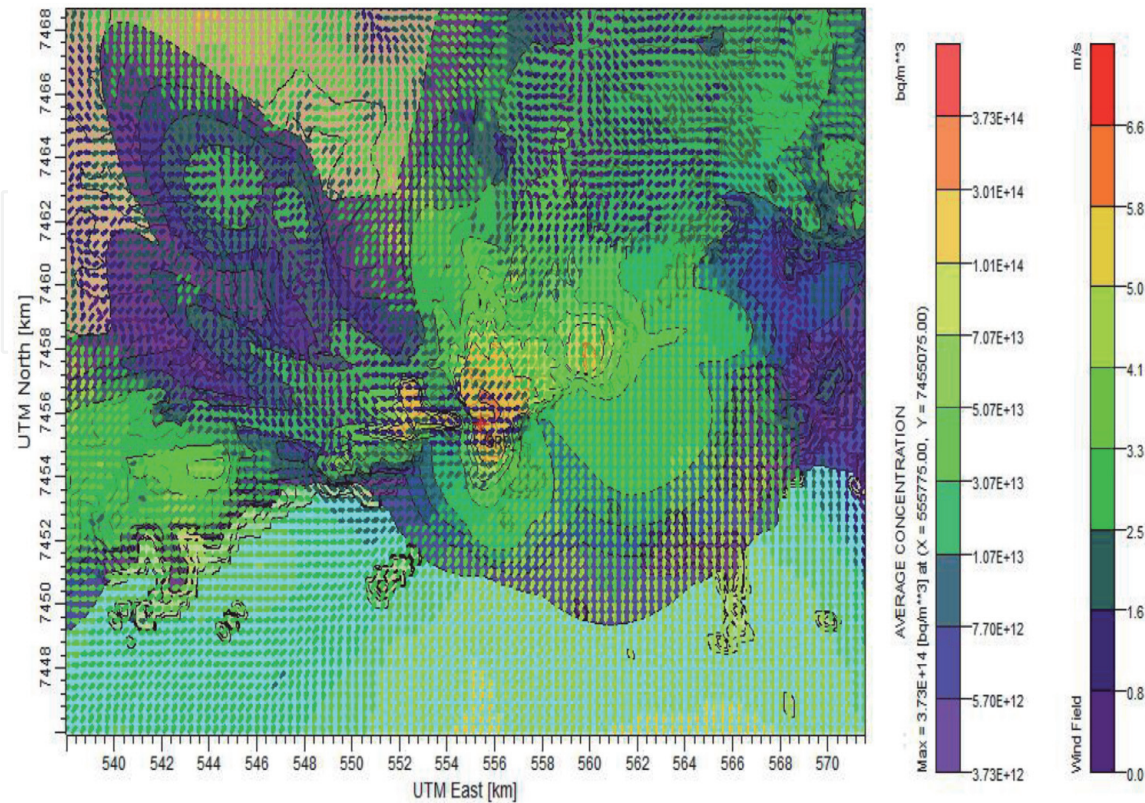 7468
7466
7464
7462
7460
7458
7456
7454
7452
7450
7448
UTM North [km]
540 542 544 546 548 550 552 554 556 558 560 562 564 566 568 570
UTM East [km]
AVERAGE CONCENTRATION
Max = 3.73E+14 [bq/m**3] at (X = 555775.00, Y = 7455075.00)
bq/m**3
3.73E+14
3.01E+14
1.01E+14
7.07E+13
5.07E+13
3.07E+13
1.07E+13
7.70E+12
5.70E+12
3.73E+12
Wind Field
m/s
6.6
5.8
5.0
4.1
3.3
2.5
1.6
0.8
0.0